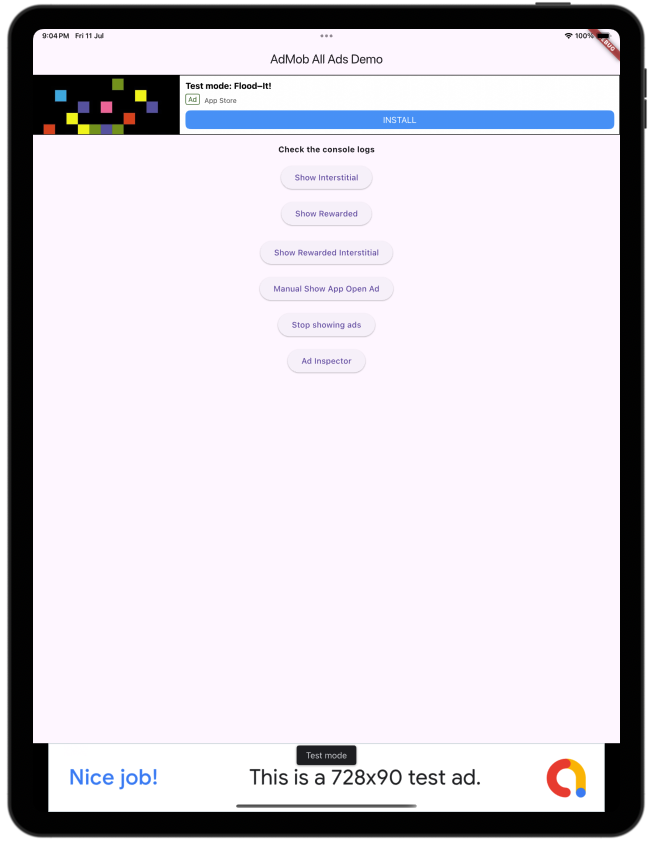 9:04 PM Fri 11 Jul
100%
DEBUG
AdMob All Ads Demo
Test mode: Flood-It!
Ad App Store
INSTALL
Check the console logs
Show Interstitial
Show Rewarded
Show Rewarded Interstitial
Manual Show App Open Ad
Stop showing ads
Ad Inspector
Test mode
Nice job! This is a 728x90 test ad.